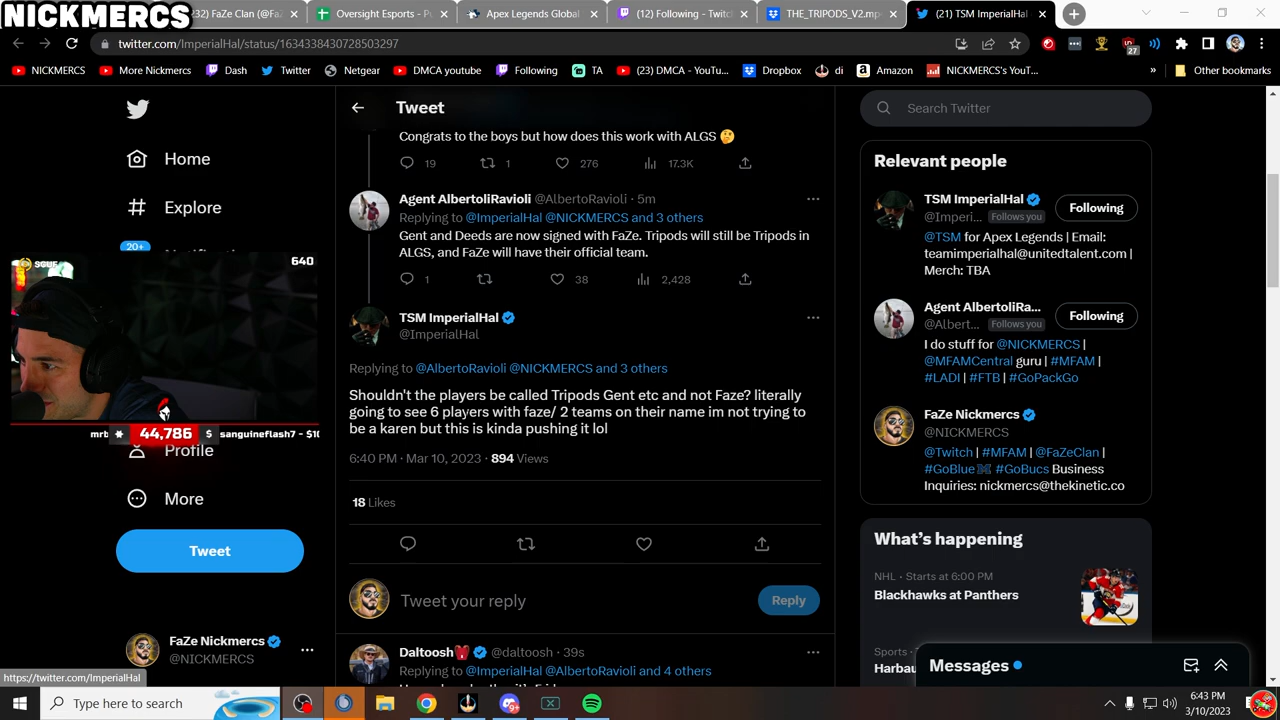 NICKMERCS
32) FaZe Clan (@Fa
Oversight Esports - P
Apex Legends Global
(12) Following - Twitc
THE_TRIPODS_V2.mp
(21) TSM ImperialHal
twitter.com/ImperialHal/status/1634338430728503297
27
NICKMERCS
More Nickmercs
Dash
Twitter
Netgear
DMCA youtube
Following
TA
(23) DMCA - YouTu...
Dropbox
di
Amazon
NICKMERCS's YouT...
»
Other bookmarks
Home
Explore
20+
SGUF
640
44,786
sanguineflash7 - $10
Profile
More
Tweet
FaZe Nickmercs
@NICKMERCS
Tweet
Congrats to the boys but how does this work with ALGS 🤔
19
1
276
17.3K
Agent AlbertoliRavioli @AlbertoRavioli · 5m
Replying to @ImperialHal @NICKMERCS and 3 others
Gent and Deeds are now signed with FaZe. Tripods will still be Tripods in
ALGS, and FaZe will have their official team.
1
38
2,428
TSM ImperialHal
@ImperialHal
Replying to @AlbertoRavioli @NICKMERCS and 3 others
Shouldn't the players be called Tripods Gent etc and not Faze? literally
going to see 6 players with faze/ 2 teams on their name im not trying to
be a karen but this is kinda pushing it lol
6:40 PM · Mar 10, 2023 · 894 Views
18 Likes
Tweet your reply
Reply
Daltoosh @daltoosh · 39s
Replying to @ImperialHal @AlbertoRavioli and 4 others
Search Twitter
Relevant people
TSM ImperialHal
@Imperi... Follows you
Following
@TSM for Apex Legends | Email:
teamimperialhal@unitedtalent.com |
Merch: TBA
Agent AlbertoliRa...
@Albert... Follows you
Following
I do stuff for @NICKMERCS |
@MFAMCentral guru | #MFAM |
#LADI | #FTB | #GoPackGo
FaZe Nickmercs
@NICKMERCS
@Twitch | #MFAM | @FaZeClan |
#GoBlue | #GoBucs Business
Inquiries: nickmercs@thekinetic.co
What's happening
NHL · Starts at 6:00 PM
Blackhawks at Panthers
Sports ·
Harbau
Messages
https://twitter.com/ImperialHal
Type here to search
6:43 PM
3/10/2023